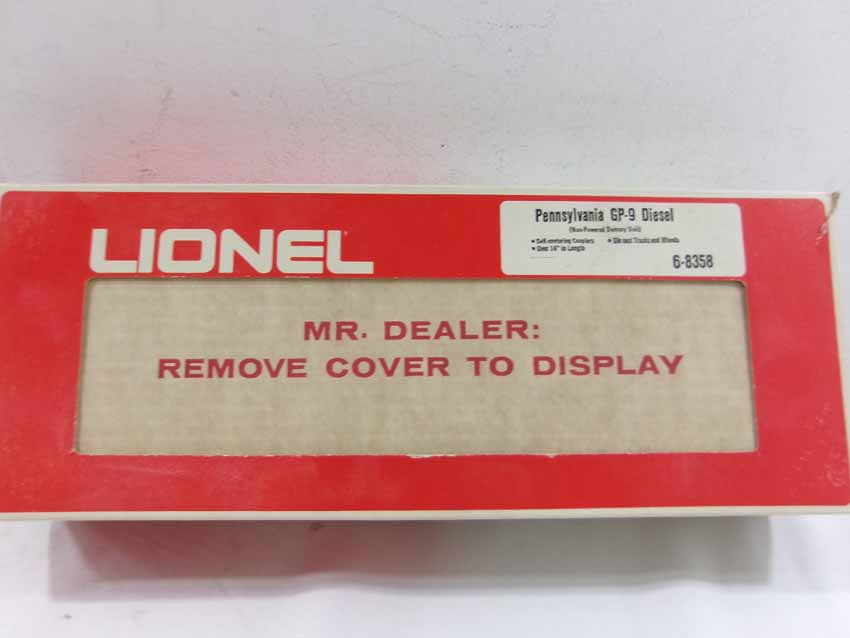 LIONEL
Pennsylvania GP-9 Diesel
(Non-Powered Dummy Unit)
• Self-centering Couplers • Die cast Trucks and Wheels
• Over 14" in Length
6-8358
MR. DEALER:
REMOVE COVER TO DISPLAY